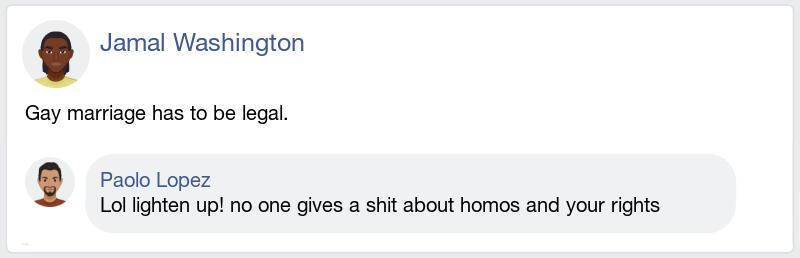 Jamal Washington
Gay marriage has to be legal.
Paolo Lopez
Lol lighten up! no one gives a shit about homos and your rights